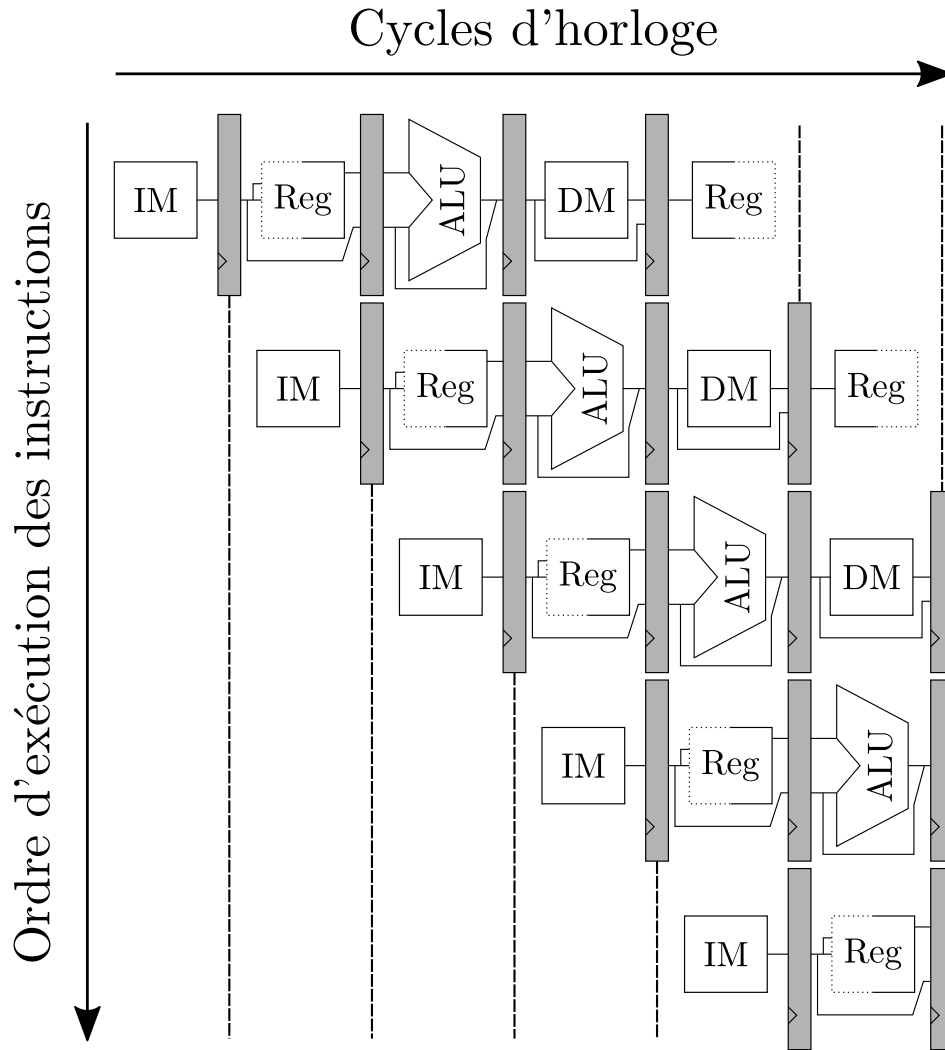 Cycles d'horloge
Ordre d'exécution des instructions
IM Reg ALU DM Reg
IM Reg ALU DM Reg
IM Reg ALU DM
IM Reg ALU
IM Reg